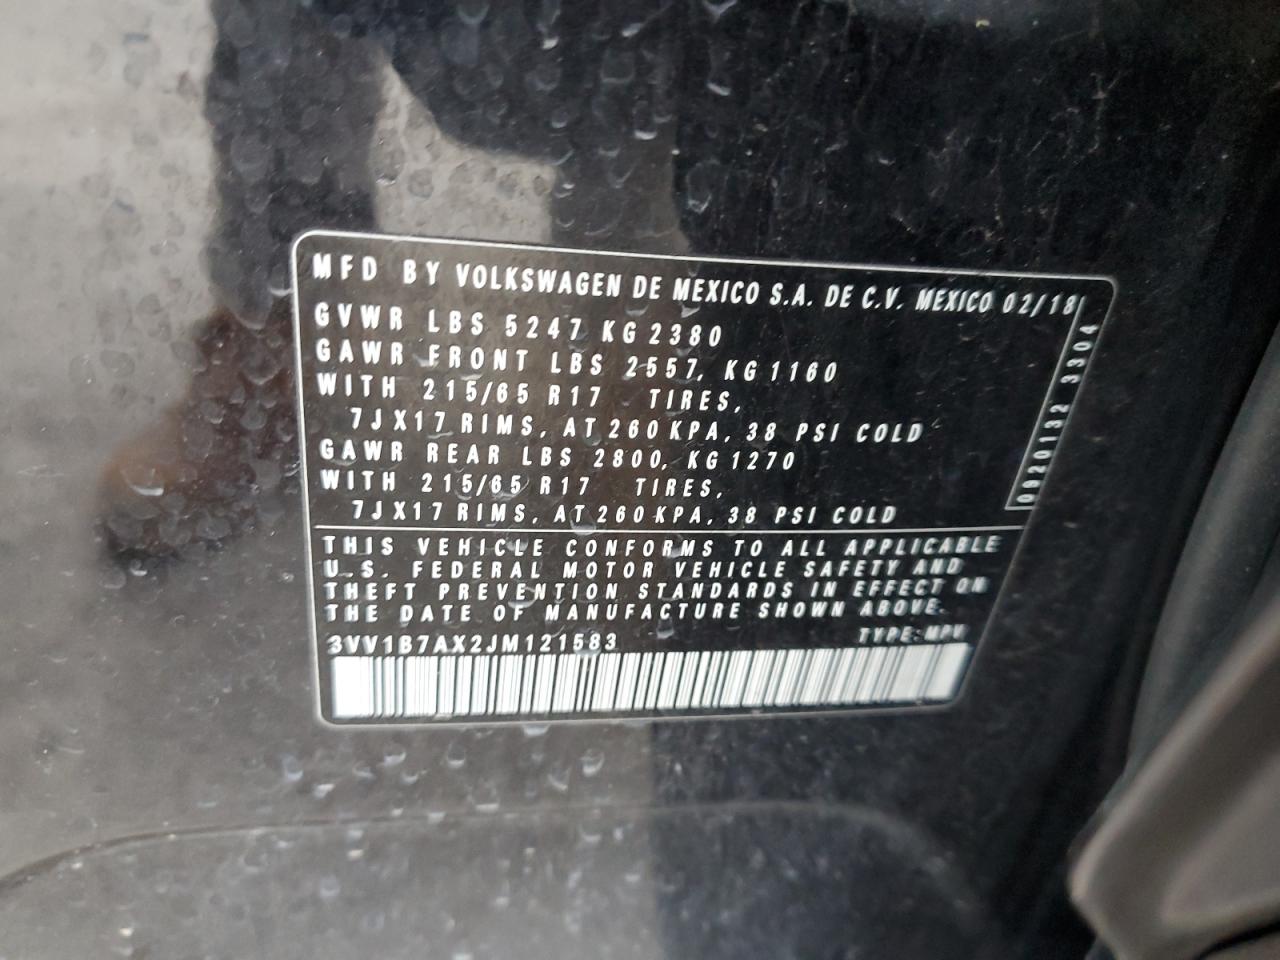 MFD BY VOLKSWAGEN DE MEXICO S.A. DE C.V. MEXICO 02/18
GVWR LBS 5247 KG 2380
GAWR FRONT LBS 2557, KG 1160
WITH 215/65 R17 TIRES,
7JX17 RIMS, AT 260 KPA, 38 PSI COLD
GAWR REAR LBS 2800, KG 1270
WITH 215/65 R17 TIRES,
7JX17 RIMS, AT 260 KPA, 38 PSI COLD
0920132 3304
THIS VEHICLE CONFORMS TO ALL APPLICABLE
U.S. FEDERAL MOTOR VEHICLE SAFETY AND
THEFT PREVENTION STANDARDS IN EFFECT ON
THE DATE OF MANUFACTURE SHOWN ABOVE.
3VV1B7AX2JM121583 TYPE: MPV